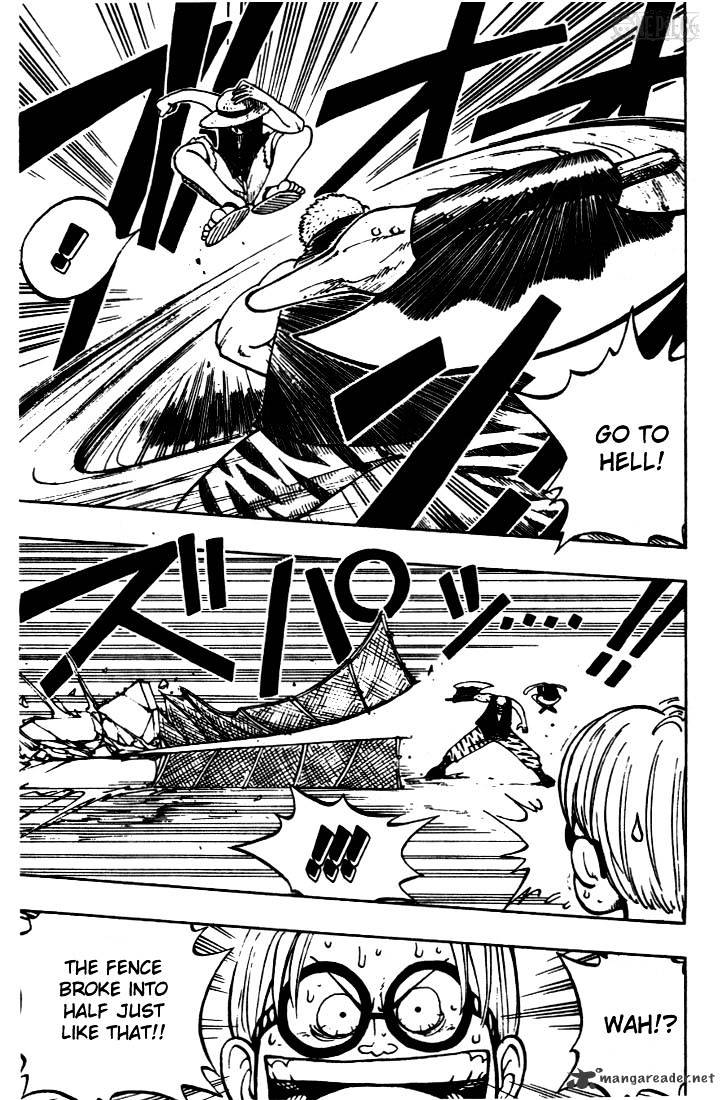 GO TO
HELL!
!!
ズパッ....!!
!!!
WAH!?
THE FENCE
BROKE INTO
HALF JUST
LIKE THAT!!
mangareader.net